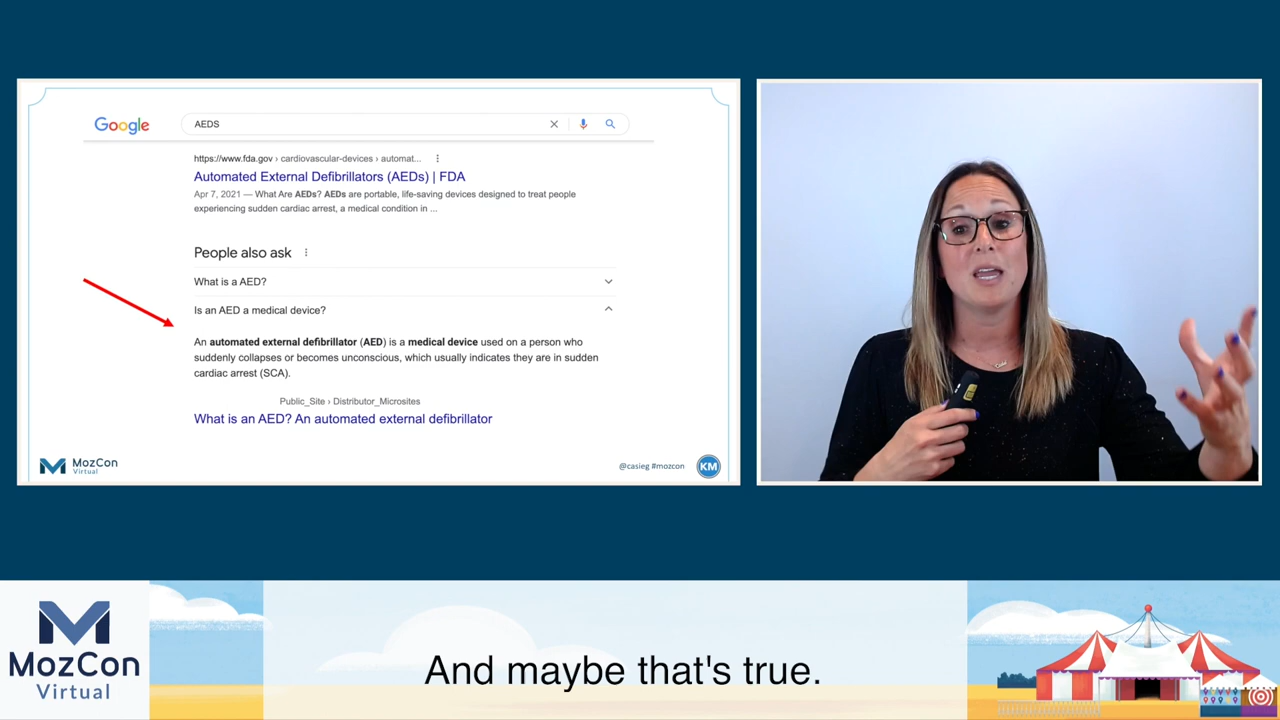 Google
AEDS
https://www.fda.gov › cardiovascular-devices › automat...
Automated External Defibrillators (AEDs) | FDA
Apr 7, 2021 — What Are AEDs? AEDs are portable, life-saving devices designed to treat people
experiencing sudden cardiac arrest, a medical condition in ...
People also ask
What is a AED?
Is an AED a medical device?
An automated external defibrillator (AED) is a medical device used on a person who
suddenly collapses or becomes unconscious, which usually indicates they are in sudden
cardiac arrest (SCA).
Public_Site › Distributor_Microsites
What is an AED? An automated external defibrillator
MozCon
Virtual
@casieg #mozcon
KM
MozCon
Virtual
And maybe that's true.